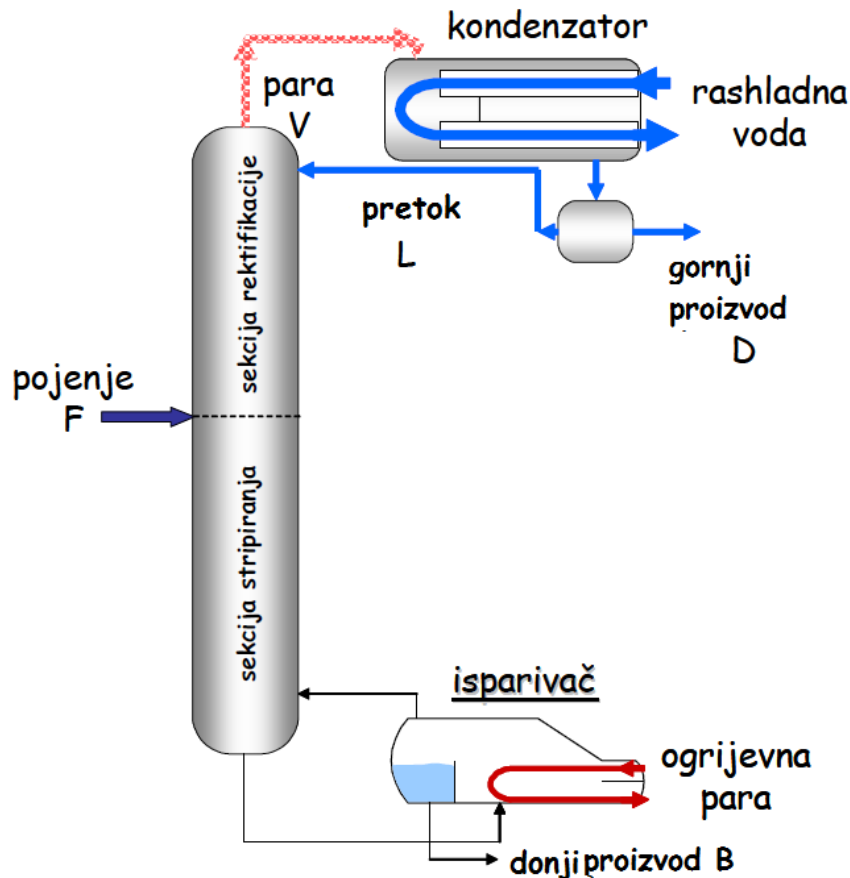 kondenzator
para
V
rashladna
voda
pretok
L
gornji
proizvod
D
sekcija rektifikacije
pojenje
F
sekcija stripiranja
isparivač
ogrijevna
para
donji proizvod B